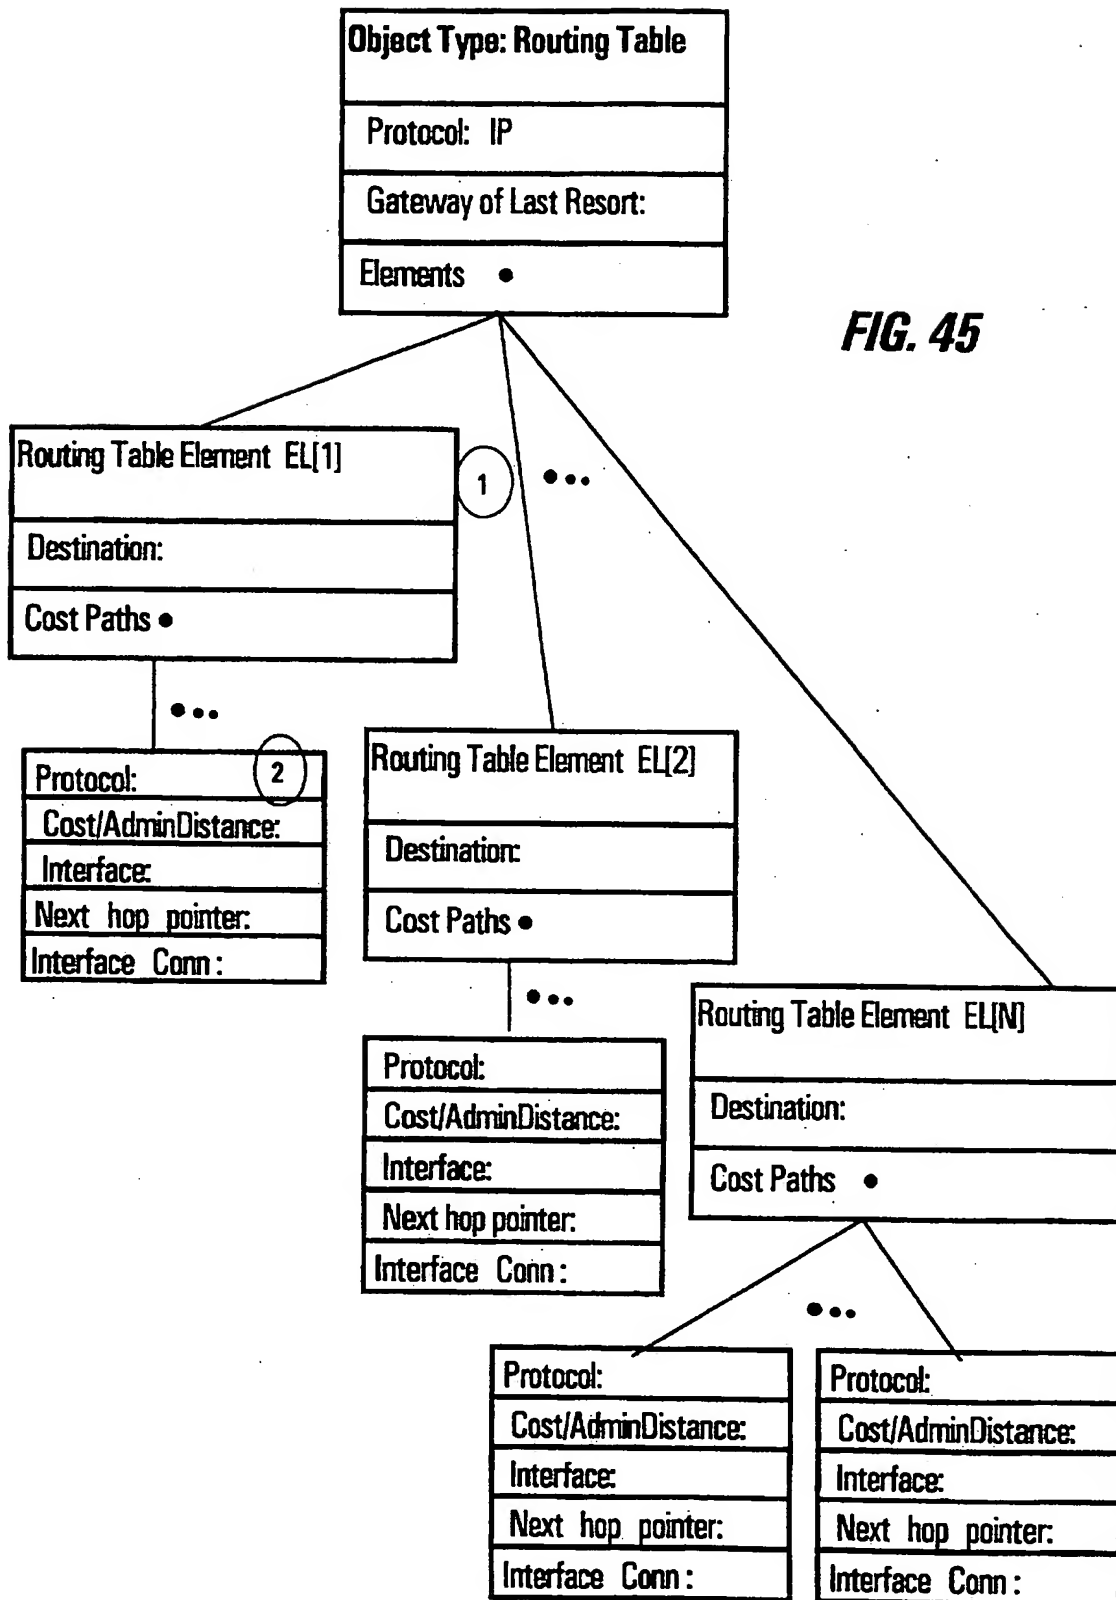 Object Type: Routing Table
Protocol: IP
Gateway of Last Resort:
Elements •
FIG. 45
Routing Table Element EL[1]
1
Destination:
Cost Paths •
Protocol:
2
Cost/AdminDistance:
Interface:
Next hop pointer:
Interface Conn :
Routing Table Element EL[2]
Destination:
Cost Paths •
Protocol:
Cost/AdminDistance:
Interface:
Next hop pointer:
Interface Conn :
Routing Table Element EL[N]
Destination:
Cost Paths •
Protocol:
Cost/AdminDistance:
Interface:
Next hop pointer:
Interface Conn :
Protocol:
Cost/AdminDistance:
Interface:
Next hop pointer:
Interface Conn :